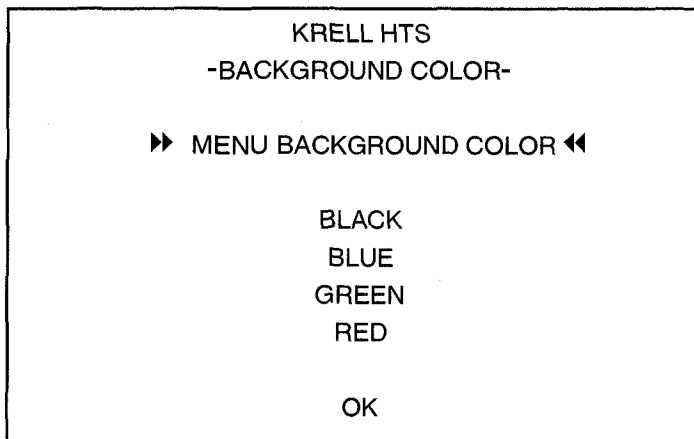 KRELL HTS
-BACKGROUND COLOR-
MENU BACKGROUND COLOR
BLACK
BLUE
GREEN
RED
OK